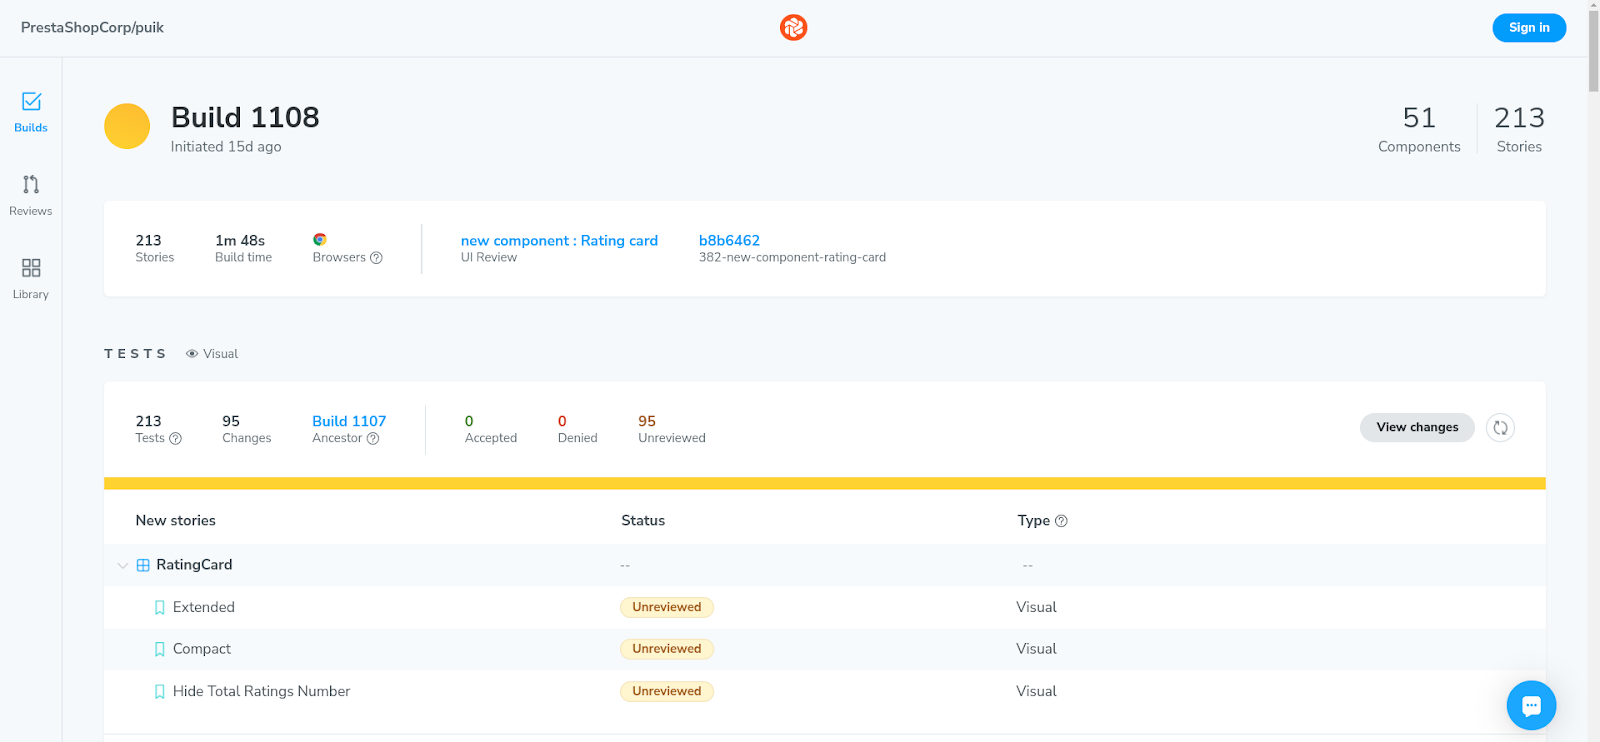 PrestaShopCorp/puik
Sign in
Builds
Reviews
Library
Build 1108
Initiated 15d ago
51
Components
213
Stories
213
Stories
1m 48s
Build time
Browsers
new component : Rating card
UI Review
b8b6462
382-new-component-rating-card
TESTS Visual
213
Tests
95
Changes
Build 1107
Ancestor
0
Accepted
0
Denied
95
Unreviewed
View changes
New stories Status Type
RatingCard -- --
Extended Unreviewed Visual
Compact Unreviewed Visual
Hide Total Ratings Number Unreviewed Visual